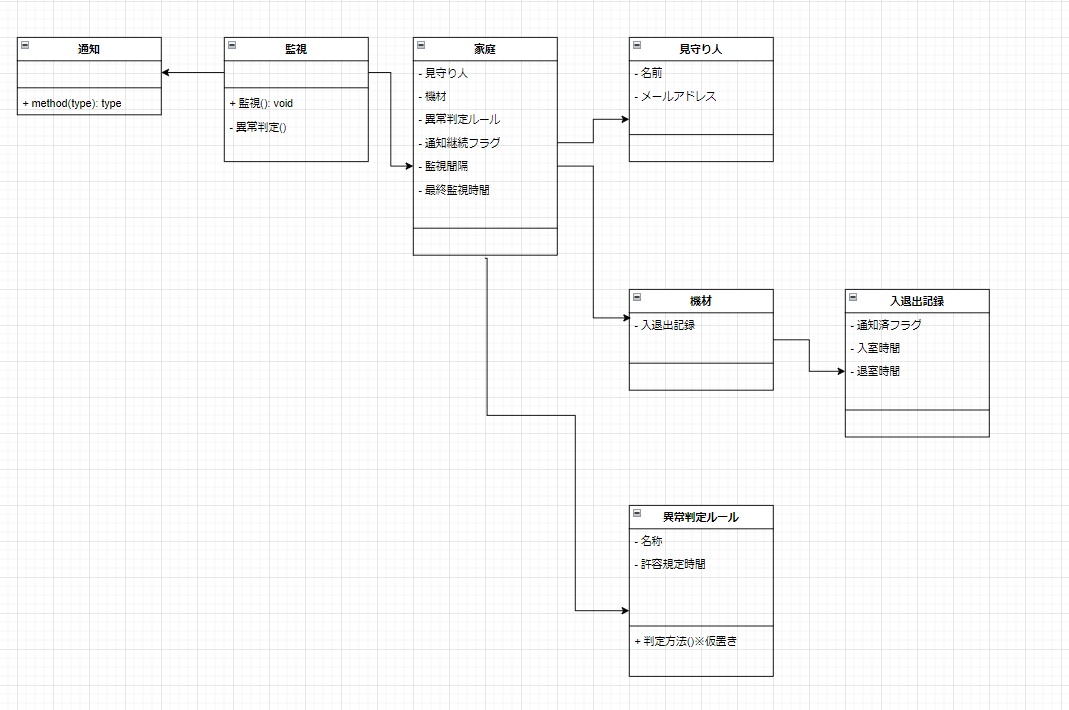 通知
+ method(type): type
監視
+ 監視(): void
- 異常判定()
家庭
- 見守り人
- 機材
- 異常判定ルール
- 通知継続フラグ
- 監視間隔
- 最終監視時間
見守り人
- 名前
- メールアドレス
機材
- 入退出記録
入退出記録
- 通知済フラグ
- 入室時間
- 退室時間
異常判定ルール
- 名称
- 許容規定時間
+ 判定方法()※仮置き